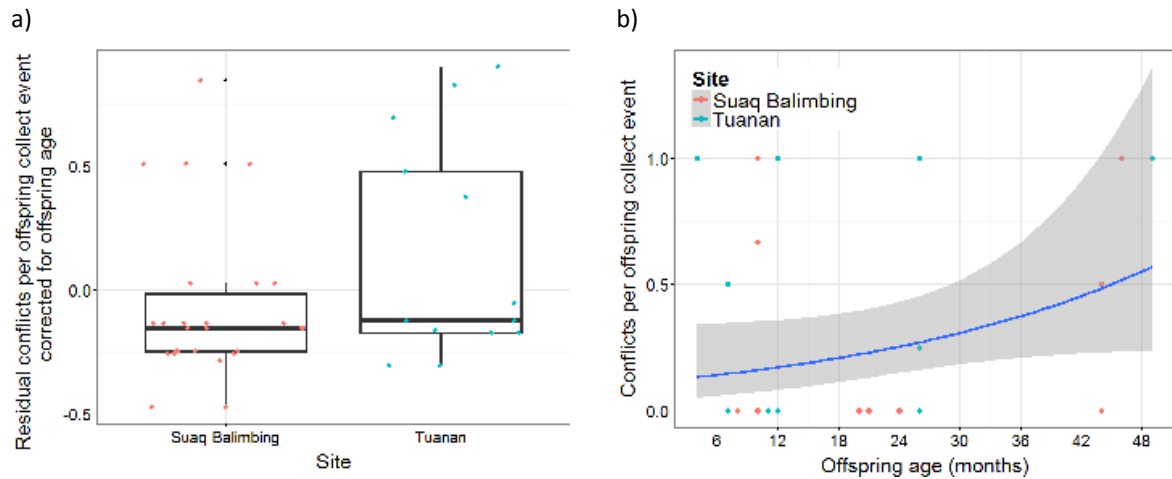 a)
Residual conflicts per offspring collect event
corrected for offspring age
0.5
0.0
-0.5
Suaq Balimbing
Tuanan
Site
b)
Conflicts per offspring collect event
Site
Suaq Balimbing
Tuanan
1.0
0.5
0.0
6
12
18
24
30
36
42
48
Offspring age (months)